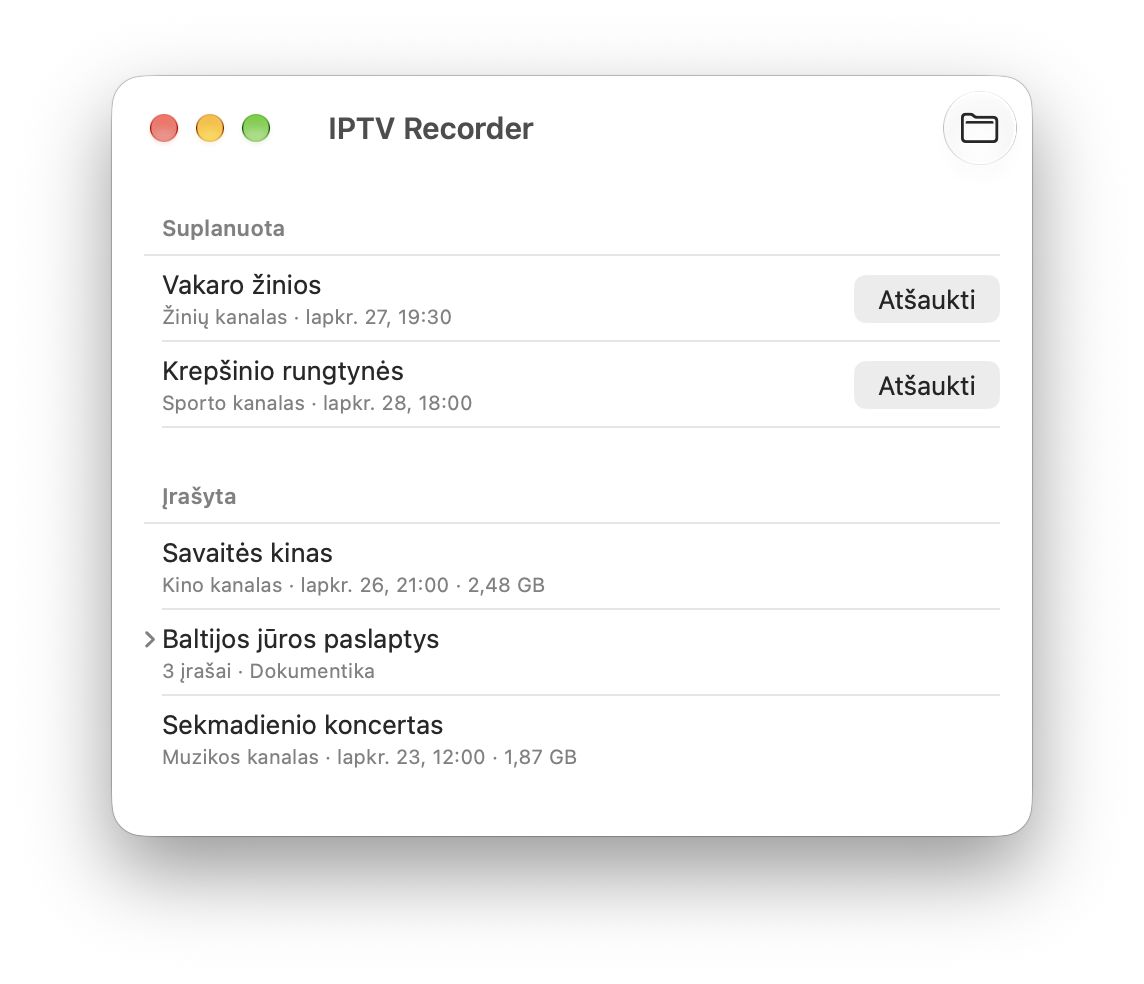 IPTV Recorder
Suplanuota
Vakaro žinios
Žinių kanalas · lapkr. 27, 19:30
Atšaukti
Krepšinio rungtynės
Sporto kanalas · lapkr. 28, 18:00
Atšaukti
Įrašyta
Savaitės kinas
Kino kanalas · lapkr. 26, 21:00 · 2,48 GB
Baltijos jūros paslaptys
3 įrašai · Dokumentika
Sekmadienio koncertas
Muzikos kanalas · lapkr. 23, 12:00 · 1,87 GB